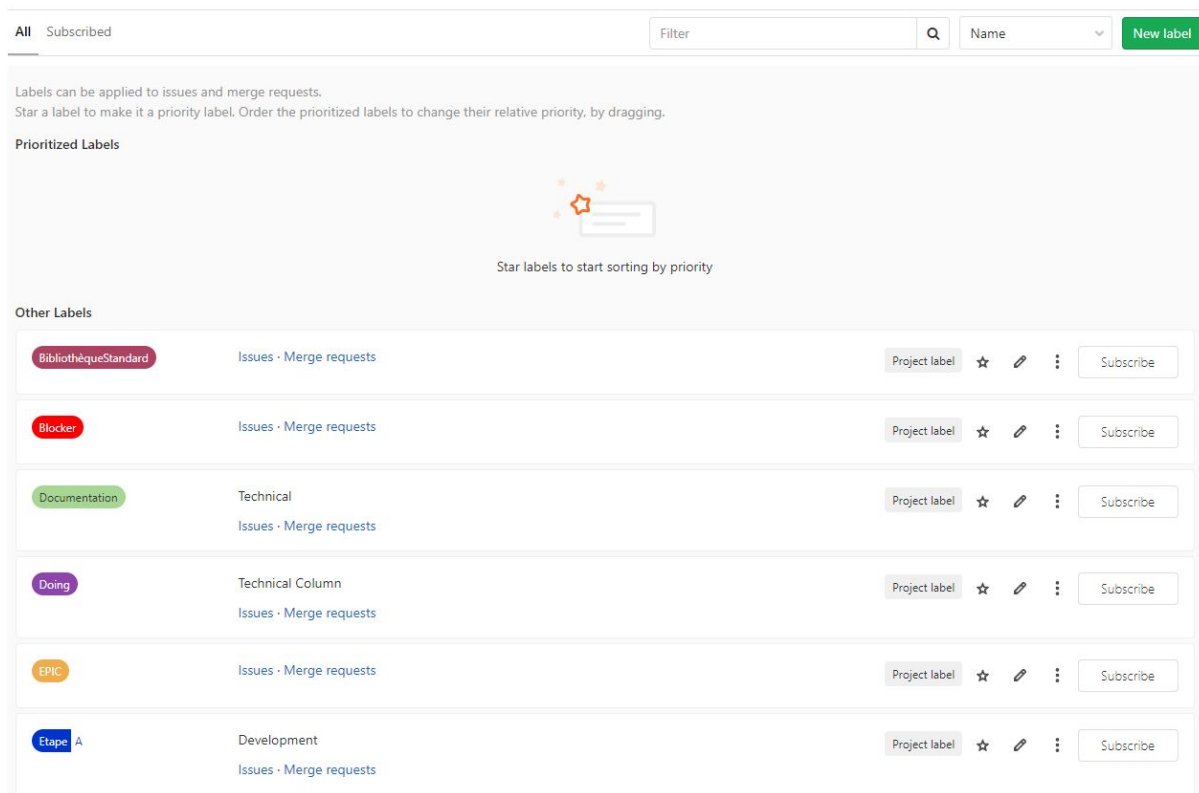 All Subscribed Filter Name New label
Labels can be applied to issues and merge requests.
Star a label to make it a priority label. Order the prioritized labels to change their relative priority, by dragging.
Prioritized Labels
Star labels to start sorting by priority
Other Labels
BibliothèqueStandard Issues · Merge requests Project label Subscribe
Blocker Issues · Merge requests Project label Subscribe
Documentation Technical Project label Subscribe
Issues · Merge requests
Doing Technical Column Project label Subscribe
Issues · Merge requests
EPIC Issues · Merge requests Project label Subscribe
Etape A Development Project label Subscribe
Issues · Merge requests